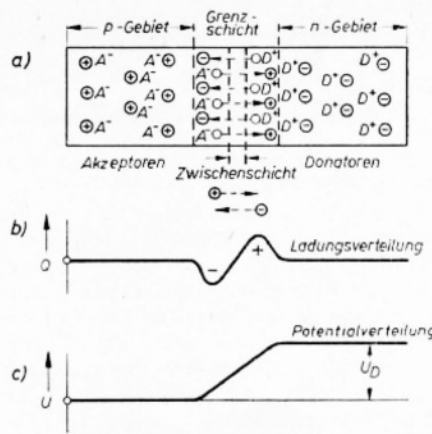 p-Gebiet
Grenz-
schicht
n-Gebiet
a)
A⁻ A⁻ D⁺ D⁺ D⁺
A⁻ A⁻ D⁺ D⁺
A⁻ A⁻ A⁻ D⁺ D⁺ D⁺
A⁻ A⁻ D⁺
A⁻ A⁻ A⁻ D⁺ D⁺ D⁺
Akzeptoren
Donatoren
Zwischenschicht
b)
Ladungsverteilung
Q
−
+
Potentialverteilung
c)
U
U_D